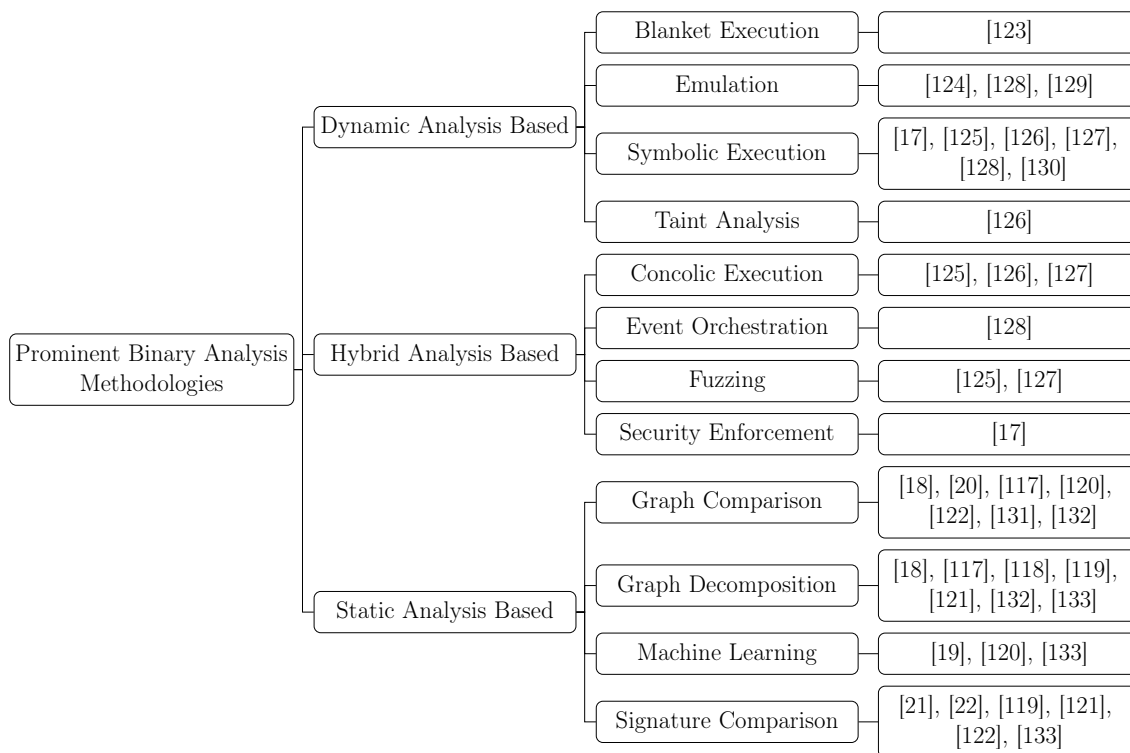 Prominent Binary Analysis
Methodologies
Dynamic Analysis Based
Blanket Execution
[123]
Emulation
[124], [128], [129]
Symbolic Execution
[17], [125], [126], [127],
[128], [130]
Taint Analysis
[126]
Hybrid Analysis Based
Concolic Execution
[125], [126], [127]
Event Orchestration
[128]
Fuzzing
[125], [127]
Security Enforcement
[17]
Static Analysis Based
Graph Comparison
[18], [20], [117], [120],
[122], [131], [132]
Graph Decomposition
[18], [117], [118], [119],
[121], [132], [133]
Machine Learning
[19], [120], [133]
Signature Comparison
[21], [22], [119], [121],
[122], [133]